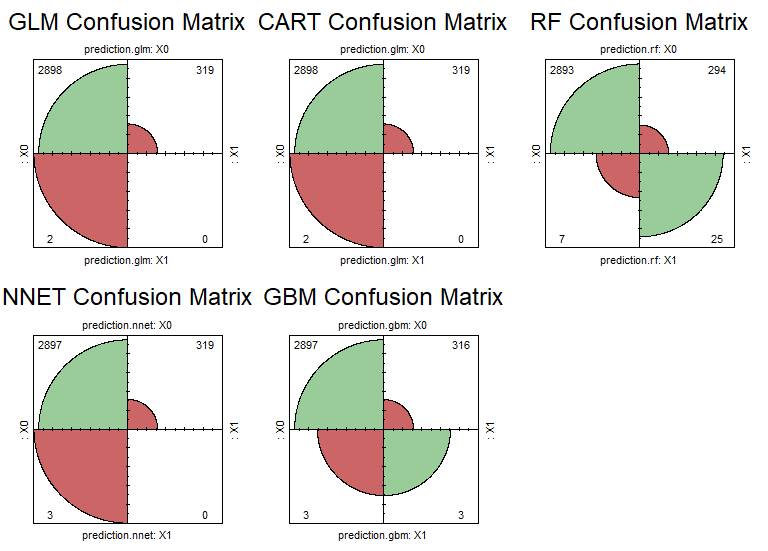 GLM Confusion Matrix
prediction.glm: X0
2898
319
: X0
: X1
2
0
prediction.glm: X1
CART Confusion Matrix
prediction.glm: X0
2898
319
: X0
: X1
2
0
prediction.glm: X1
RF Confusion Matrix
prediction.rf: X0
2893
294
: X0
: X1
7
25
prediction.rf: X1
NNET Confusion Matrix
prediction.nnet: X0
2897
319
: X0
: X1
3
0
prediction.nnet: X1
GBM Confusion Matrix
prediction.gbm: X0
2897
316
: X0
: X1
3
3
prediction.gbm: X1